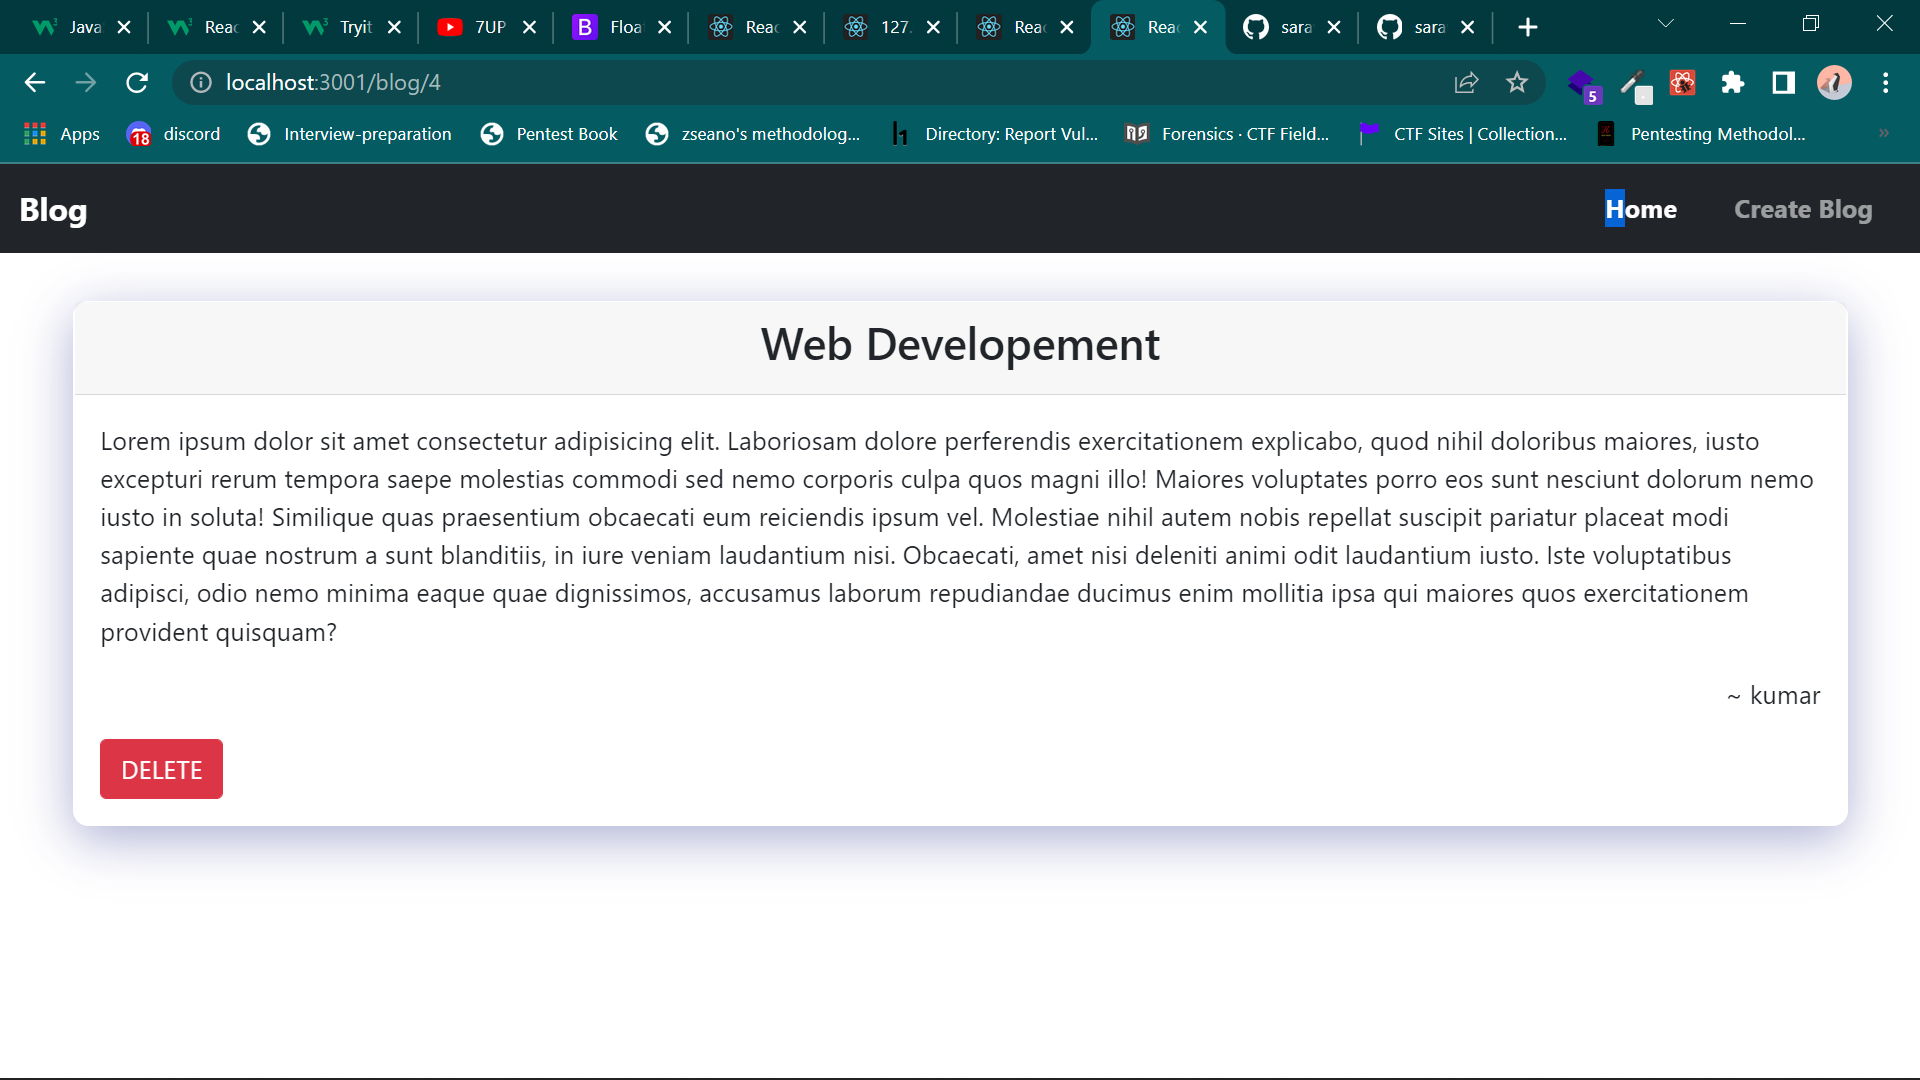 Java Reac Tryit 7UP Floa Reac 127. Reac Reac sara sara
localhost:3001/blog/4
5
Apps 18 discord Interview-preparation Pentest Book zseano's methodolog... Directory: Report Vul... Forensics · CTF Field... CTF Sites | Collection... Pentesting Methodol... »
Blog Home Create Blog
Web Developement
Lorem ipsum dolor sit amet consectetur adipisicing elit. Laboriosam dolore perferendis exercitationem explicabo, quod nihil doloribus maiores, iusto
excepturi rerum tempora saepe molestias commodi sed nemo corporis culpa quos magni illo! Maiores voluptates porro eos sunt nesciunt dolorum nemo
iusto in soluta! Similique quas praesentium obcaecati eum reiciendis ipsum vel. Molestiae nihil autem nobis repellat suscipit pariatur placeat modi
sapiente quae nostrum a sunt blanditiis, in iure veniam laudantium nisi. Obcaecati, amet nisi deleniti animi odit laudantium iusto. Iste voluptatibus
adipisci, odio nemo minima eaque quae dignissimos, accusamus laborum repudiandae ducimus enim mollitia ipsa qui maiores quos exercitationem
provident quisquam?
~ kumar
DELETE